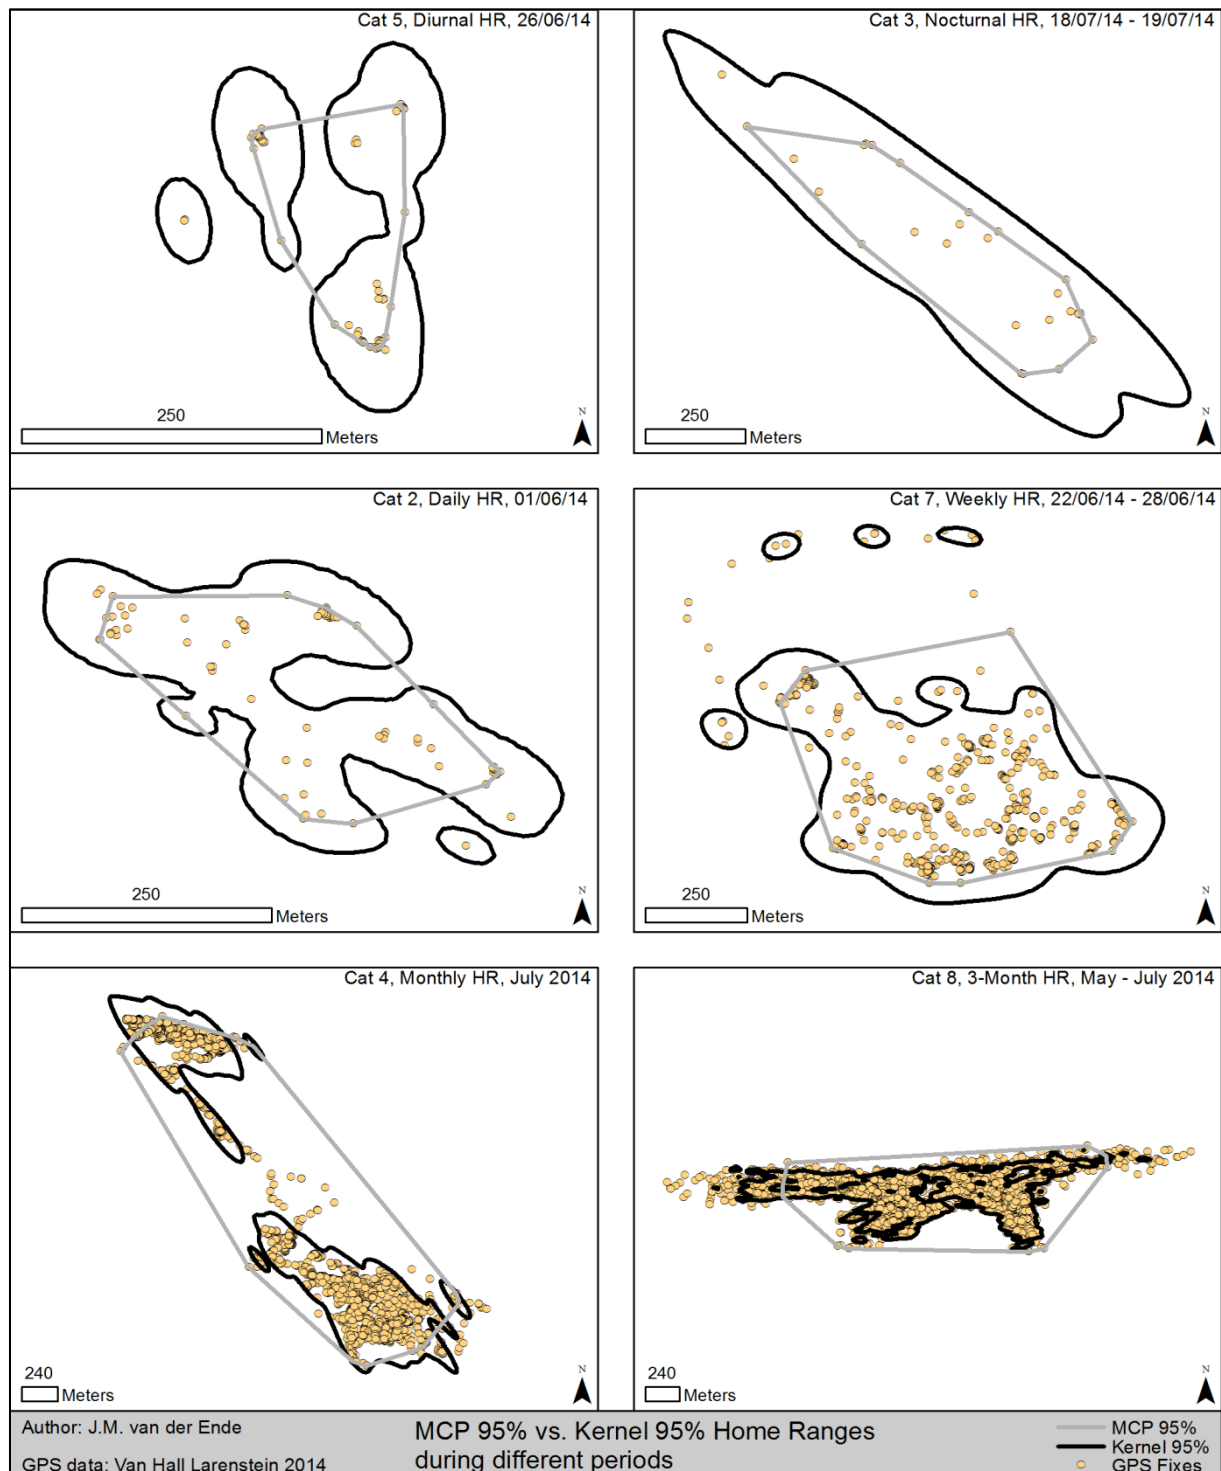 Cat 5, Diurnal HR, 26/06/14
250
Meters
N
Cat 3, Nocturnal HR, 18/07/14 - 19/07/14
250
Meters
N
Cat 2, Daily HR, 01/06/14
250
Meters
N
Cat 7, Weekly HR, 22/06/14 - 28/06/14
250
Meters
N
Cat 4, Monthly HR, July 2014
240
Meters
N
Cat 8, 3-Month HR, May - July 2014
240
Meters
N
Author: J.M. van der Ende
GPS data: Van Hall Larenstein 2014
MCP 95% vs. Kernel 95% Home Ranges
during different periods
MCP 95%
Kernel 95%
GPS Fixes